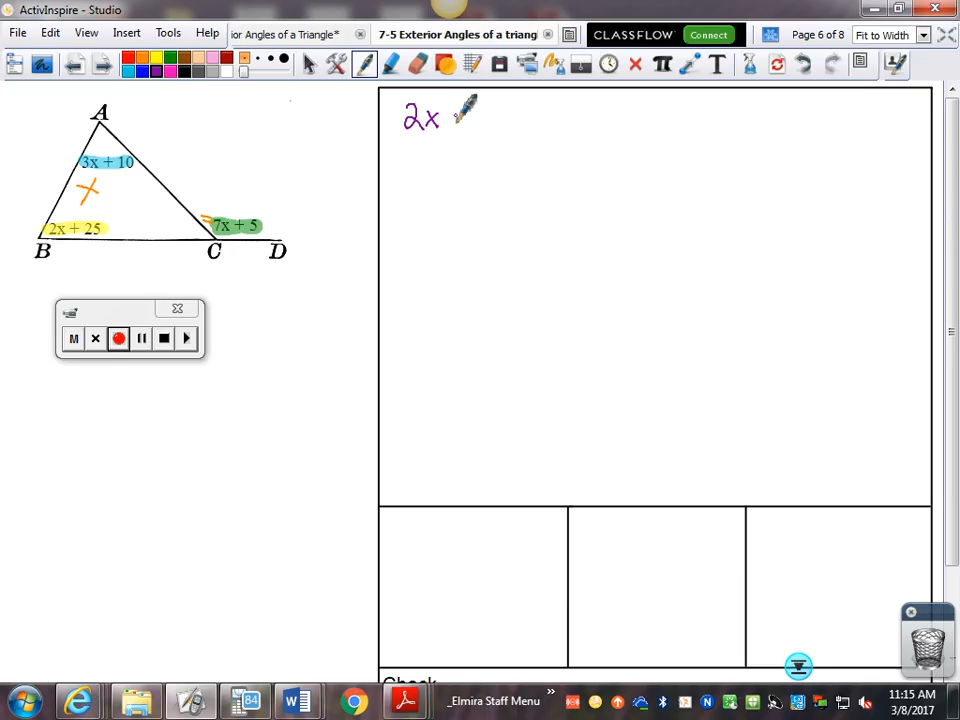 ActivInspire - Studio
File Edit View Insert Tools Help
ior Angles of a Triangle*
7-5 Exterior Angles of a triang
CLASSFLOW Connect
Page 6 of 8
Fit to Width
A
3x + 10
+
2x + 25
=
7x + 5
B
C
D
2x
M
Check
84
_Elmira Staff Menu
11:15 AM
3/8/2017